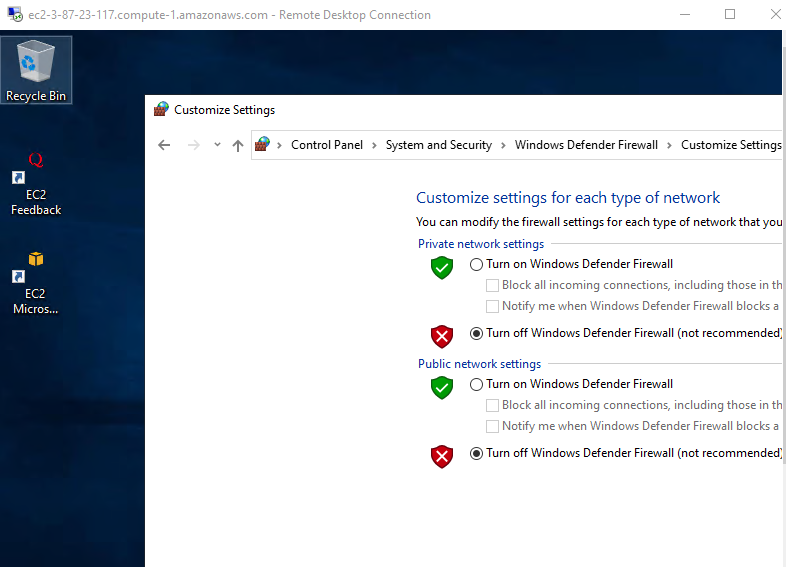 ec2-3-87-23-117.compute-1.amazonaws.com - Remote Desktop Connection
Recycle Bin
EC2
Feedback
EC2
Micros...
Customize Settings
Control Panel > System and Security > Windows Defender Firewall > Customize Settings
Customize settings for each type of network
You can modify the firewall settings for each type of network that you
Private network settings
Turn on Windows Defender Firewall
Block all incoming connections, including those in th
Notify me when Windows Defender Firewall blocks a
Turn off Windows Defender Firewall (not recommended)
Public network settings
Turn on Windows Defender Firewall
Block all incoming connections, including those in th
Notify me when Windows Defender Firewall blocks a
Turn off Windows Defender Firewall (not recommended)